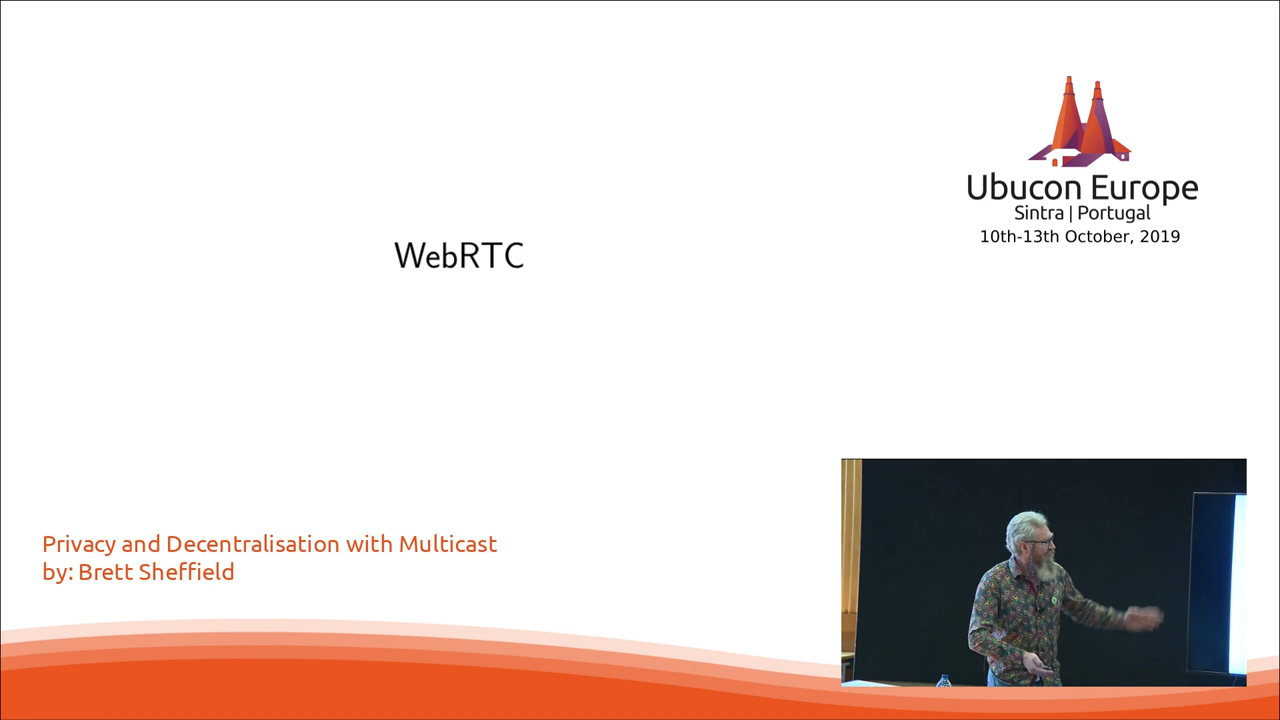 Ubucon Europe
Sintra | Portugal
10th-13th October, 2019
WebRTC
Privacy and Decentralisation with Multicast
by: Brett Sheffield